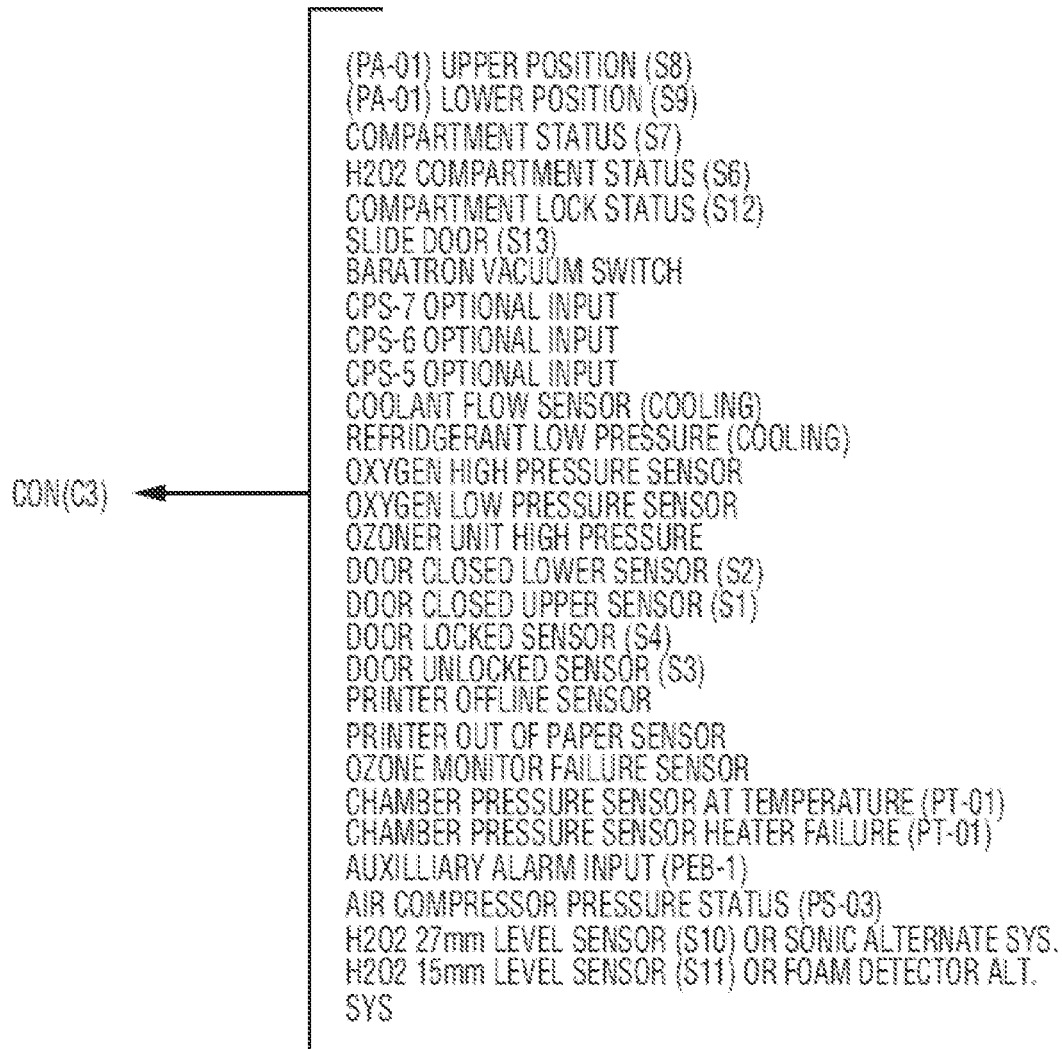 (PA-01) UPPER POSITION (S8)
(PA-01) LOWER POSITION (S9)
COMPARTMENT STATUS (S7)
H2O2 COMPARTMENT STATUS (S6)
COMPARTMENT LOCK STATUS (S12)
SLIDE DOOR (S13)
BARATRON VACUUM SWITCH
CPS-7 OPTIONAL INPUT
CPS-6 OPTIONAL INPUT
CPS-5 OPTIONAL INPUT
COOLANT FLOW SENSOR (COOLING)
REFRIDGERANT LOW PRESSURE (COOLING)
OXYGEN HIGH PRESSURE SENSOR
CON(C3)
OXYGEN LOW PRESSURE SENSOR
OZONER UNIT HIGH PRESSURE
DOOR CLOSED LOWER SENSOR (S2)
DOOR CLOSED UPPER SENSOR (S1)
DOOR LOCKED SENSOR (S4)
DOOR UNLOCKED SENSOR (S3)
PRINTER OFFLINE SENSOR
PRINTER OUT OF PAPER SENSOR
OZONE MONITOR FAILURE SENSOR
CHAMBER PRESSURE SENSOR AT TEMPERATURE (PT-01)
CHAMBER PRESSURE SENSOR HEATER FAILURE (PT-01)
AUXILLIARY ALARM INPUT (PEB-1)
AIR COMPRESSOR PRESSURE STATUS (PS-03)
H2O2 27mm LEVEL SENSOR (S10) OR SONIC ALTERNATE SYS.
H2O2 15mm LEVEL SENSOR (S11) OR FOAM DETECTOR ALT.
SYS